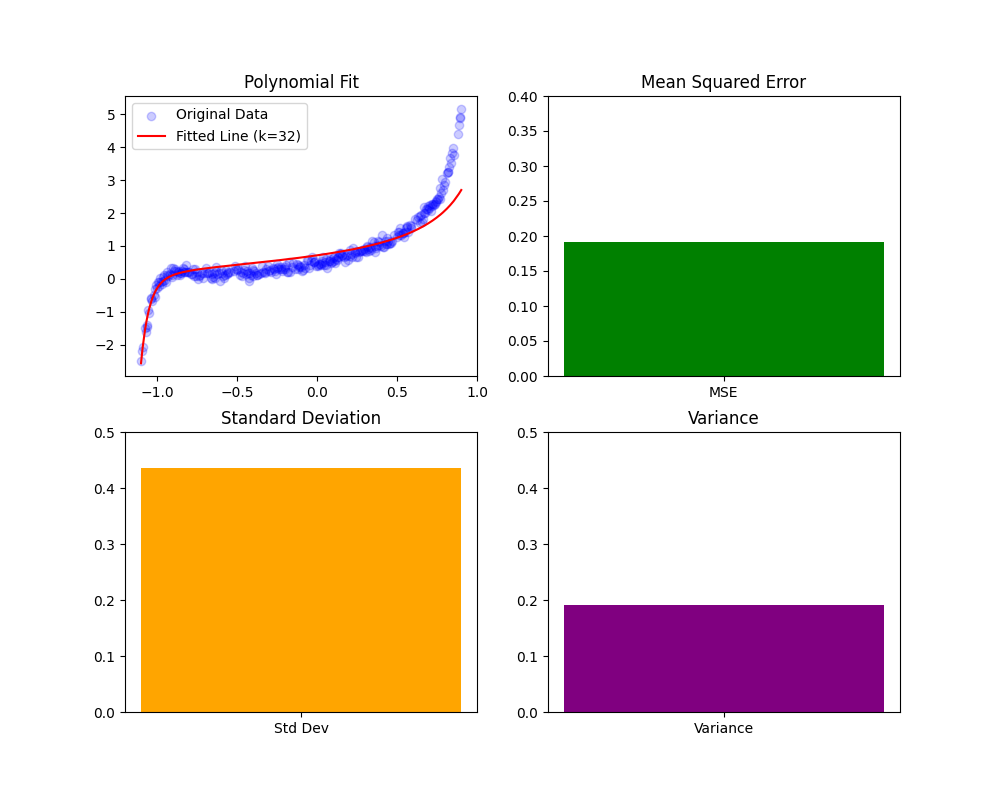 Polynomial Fit
Original Data
Fitted Line (k=32)
5
4
3
2
1
0
−1
−2
−1.0 −0.5 0.0 0.5 1.0
Mean Squared Error
0.40
0.35
0.30
0.25
0.20
0.15
0.10
0.05
0.00
MSE
Standard Deviation
0.5
0.4
0.3
0.2
0.1
0.0
Std Dev
Variance
0.5
0.4
0.3
0.2
0.1
0.0
Variance